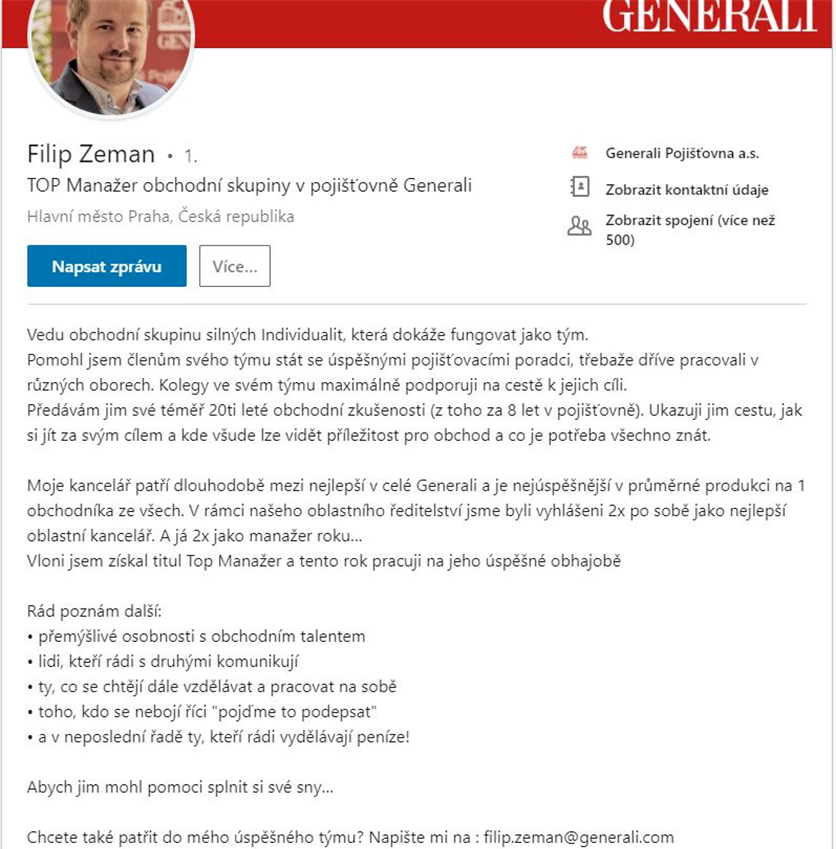 GENERALI
GEN
Filip Zeman • 1.
TOP Manažer obchodní skupiny v pojišťovně Generali
Hlavní město Praha, Česká republika
Napsat zprávu
Více...
Generali Pojišťovna a.s.
Zobrazit kontaktní údaje
Zobrazit spojení (více než
500)
Vedu obchodní skupinu silných Individualit, která dokáže fungovat jako tým.
Pomohl jsem členům svého týmu stát se úspěšnými pojišťovacími poradci, třebaže dříve pracovali v
různých oborech. Kolegy ve svém týmu maximálně podporuji na cestě k jejich cíli.
Předávám jim své téměř 20ti leté obchodní zkušenosti (z toho za 8 let v pojišťovně). Ukazuji jim cestu, jak
si jít za svým cílem a kde všude lze vidět příležitost pro obchod a co je potřeba všechno znát.
Moje kancelář patří dlouhodobě mezi nejlepší v celé Generali a je nejúspěšnější v průměrné produkci na 1
obchodníka ze všech. V rámci našeho oblastního ředitelství jsme byli vyhlášeni 2x po sobě jako nejlepší
oblastní kancelář. A já 2x jako manažer roku...
Vloni jsem získal titul Top Manažer a tento rok pracuji na jeho úspěšné obhajobě
Rád poznám další:
• přemýšlivé osobnosti s obchodním talentem
• lidi, kteří rádi s druhými komunikují
• ty, co se chtějí dále vzdělávat a pracovat na sobě
• toho, kdo se nebojí říci "pojďme to podepsat"
• a v neposlední řadě ty, kteří rádi vydělávají peníze!
Abych jim mohl pomoci splnit si své sny...
Chcete také patřit do mého úspěšného týmu? Napište mi na : filip.zeman@generali.com